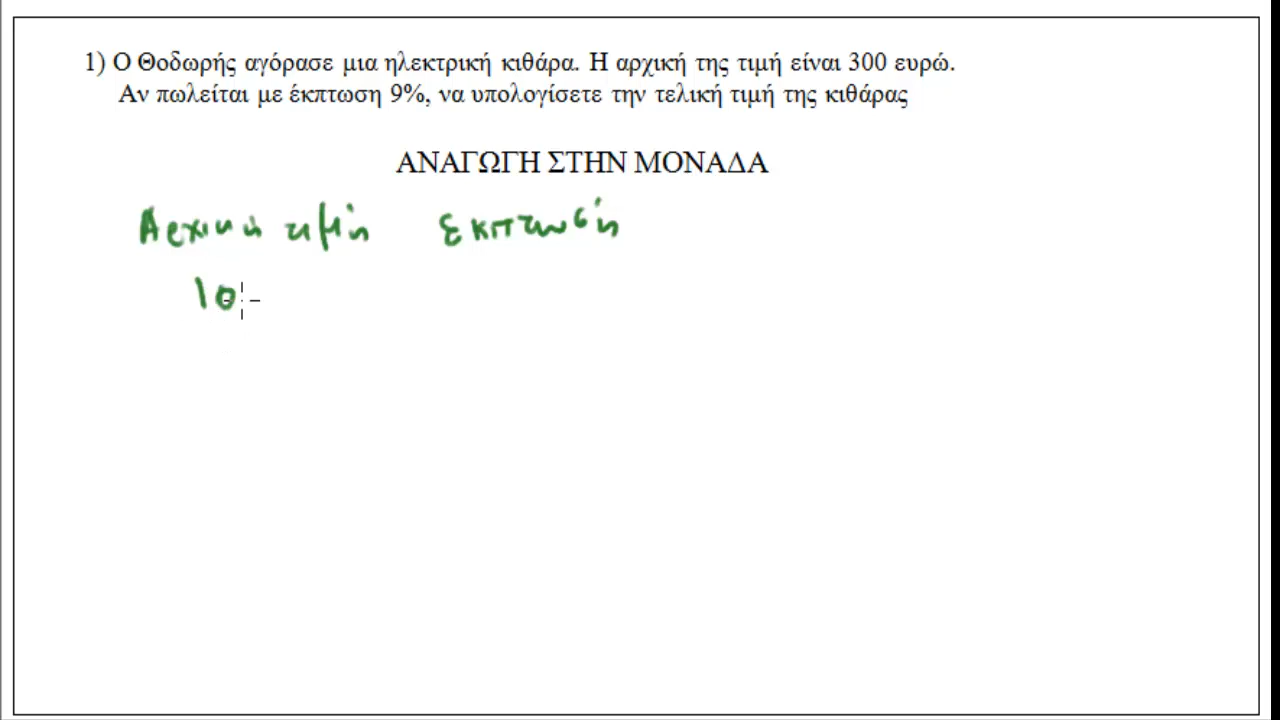 1) Ο Θοδωρής αγόρασε μια ηλεκτρική κιθάρα. Η αρχική της τιμή είναι 300 ευρώ.
Αν πωλείται με έκπτωση 9%, να υπολογίσετε την τελική τιμή της κιθάρας
ΑΝΑΓΩΓΗ ΣΤΗΝ ΜΟΝΑΔΑ
Αρχική τιμή εκπτωσή
10